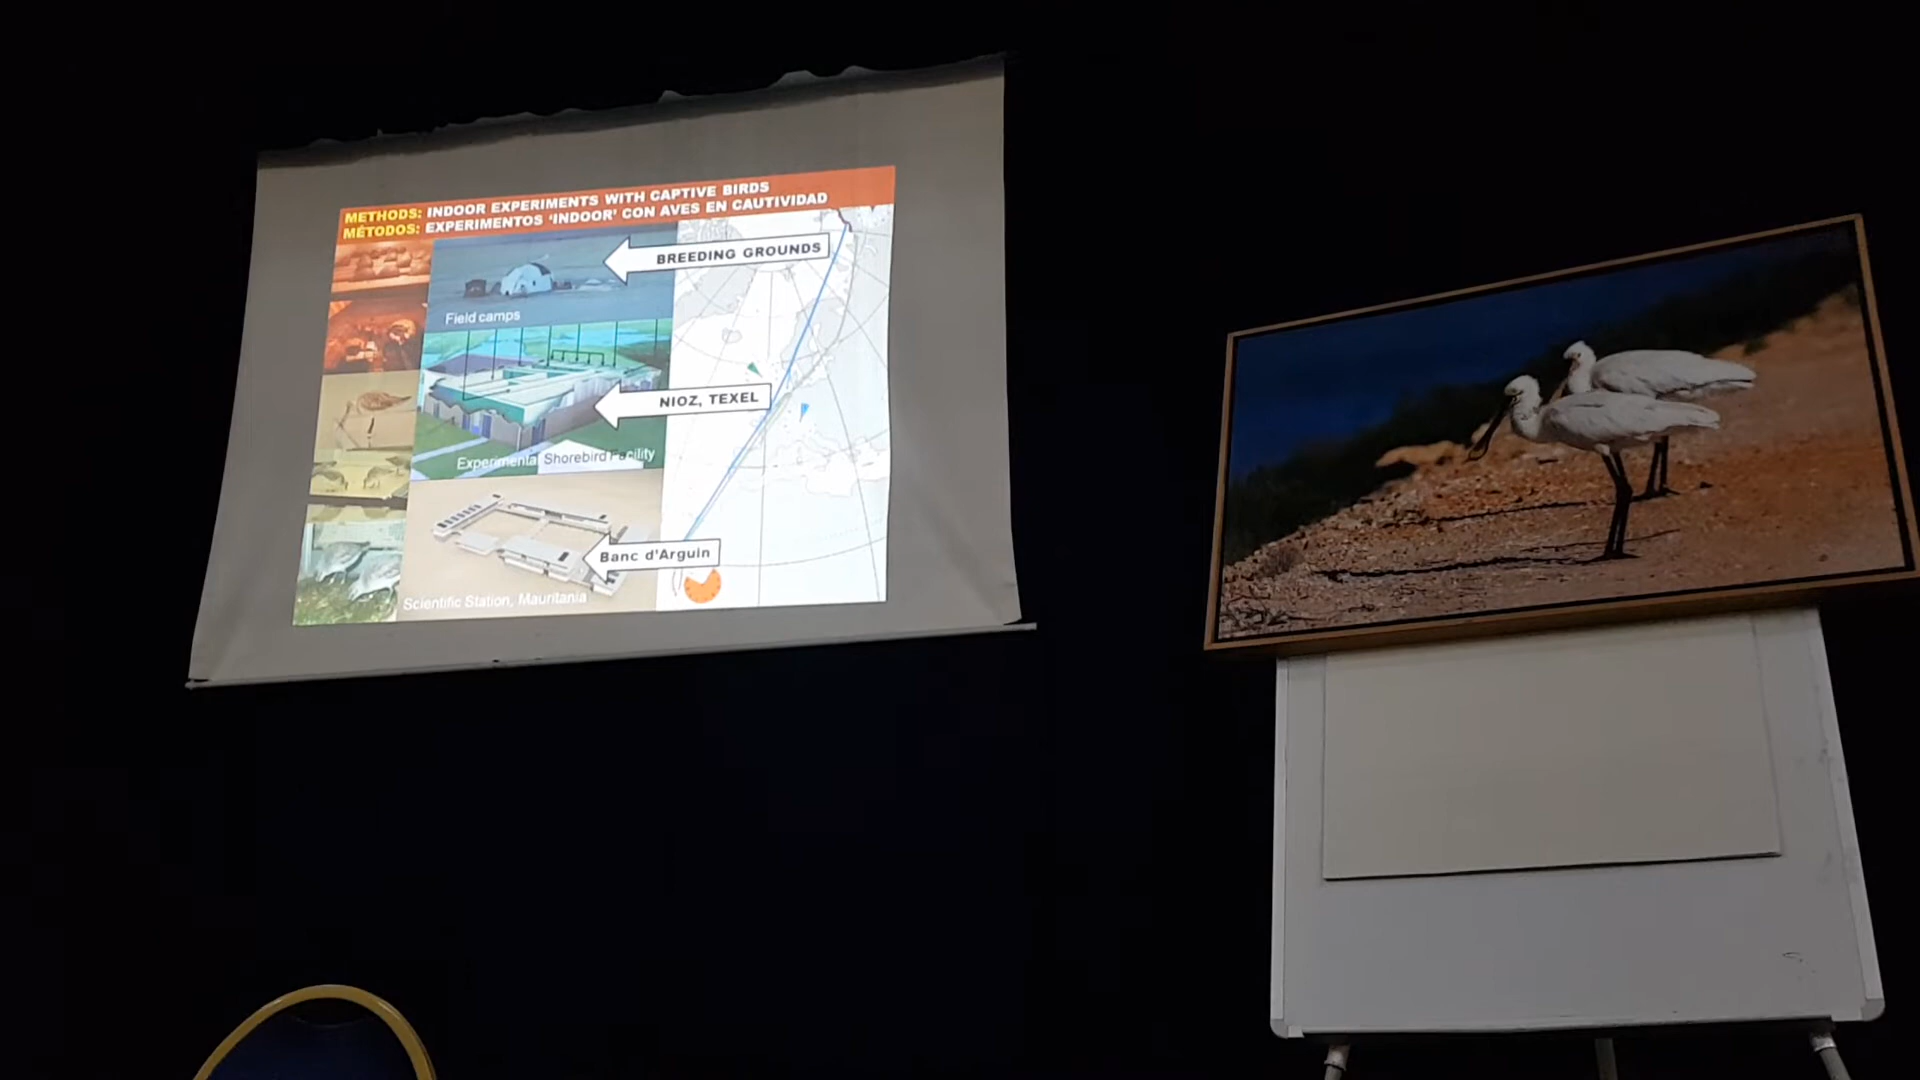 METHODS: INDOOR EXPERIMENTS WITH CAPTIVE BIRDS
MÉTODOS: EXPERIMENTOS 'INDOOR' CON AVES EN CAUTIVIDAD
BREEDING GROUNDS
Field camps
NIOZ, TEXEL
Experimental Shorebird Facility
Banc d'Arguin
Scientific Station, Mauritania